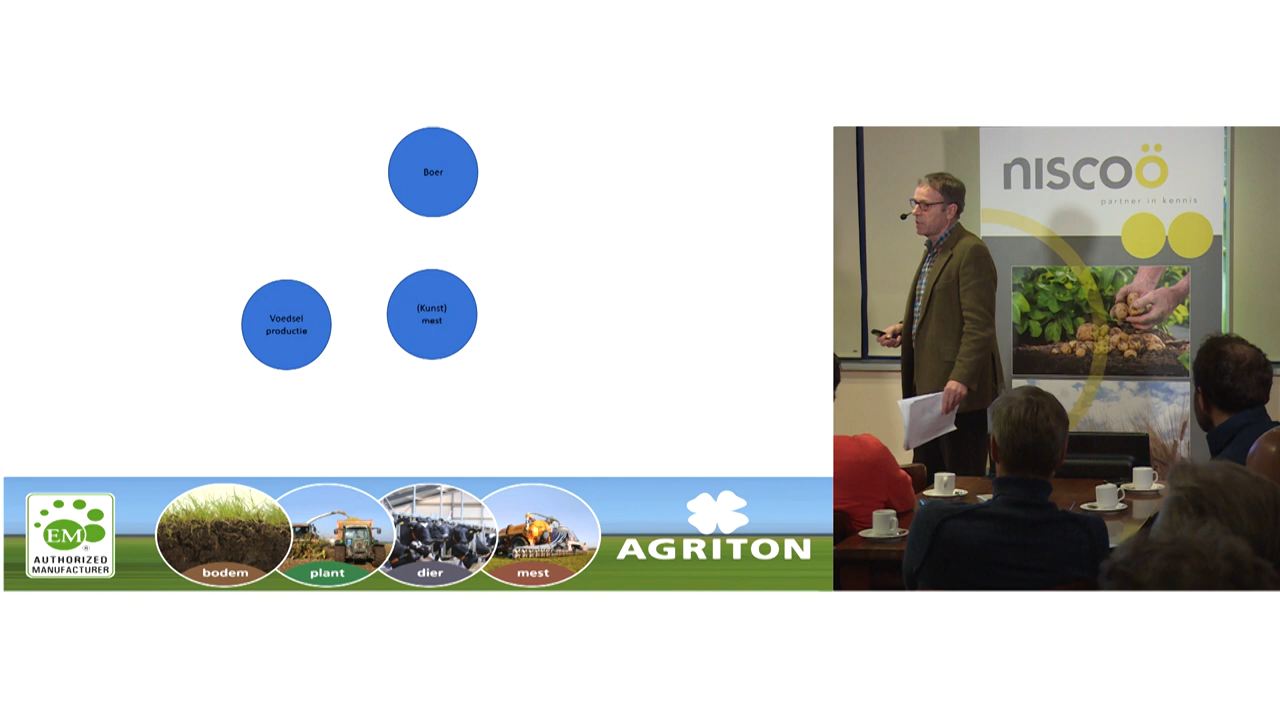 Boer
Voedsel
productie
(Kunst)
mest
EM
®
AUTHORIZED
MANUFACTURER
bodem
plant
dier
mest
AGRITON
NISCOÖ
partner in kennis